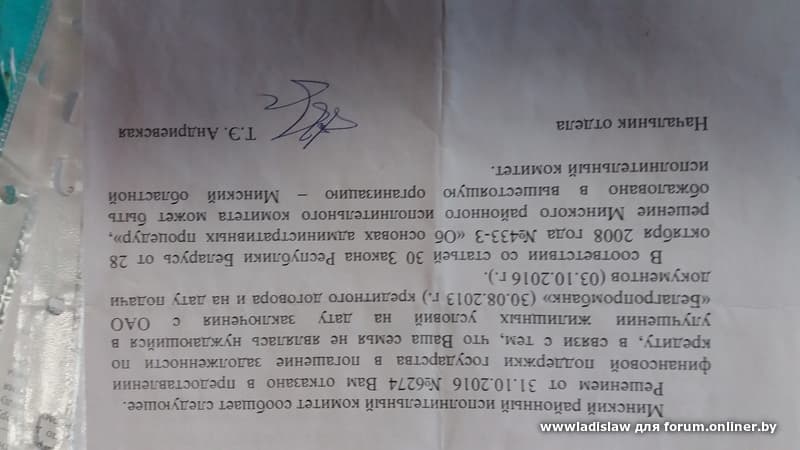 Минский районный исполнительный комитет сообщает следующее.
Решением от 31.10.2016 №6274 Вам отказано в предоставлении
финансовой поддержки государства в погашение задолженности по
кредиту, в связи с тем, что Ваша семья не являлась нуждающийся в
улучшении жилищных условий на дату заключения с ОАО
«Белагропромбанк» (30.08.2013 г.) кредитного договора и на дату подачи
документов (03.10.2016 г.).
В соответствии со статьей 30 Закона Республики Беларусь от 28
октября 2008 года №433-З «Об основах административных процедур»,
решение Минского районного исполнительного комитета может быть
обжаловано в вышестоящую организацию – Минский областной
исполнительный комитет.
Начальник отдела Т.Э. Андриевская
wwwladislaw для forum.onliner.by